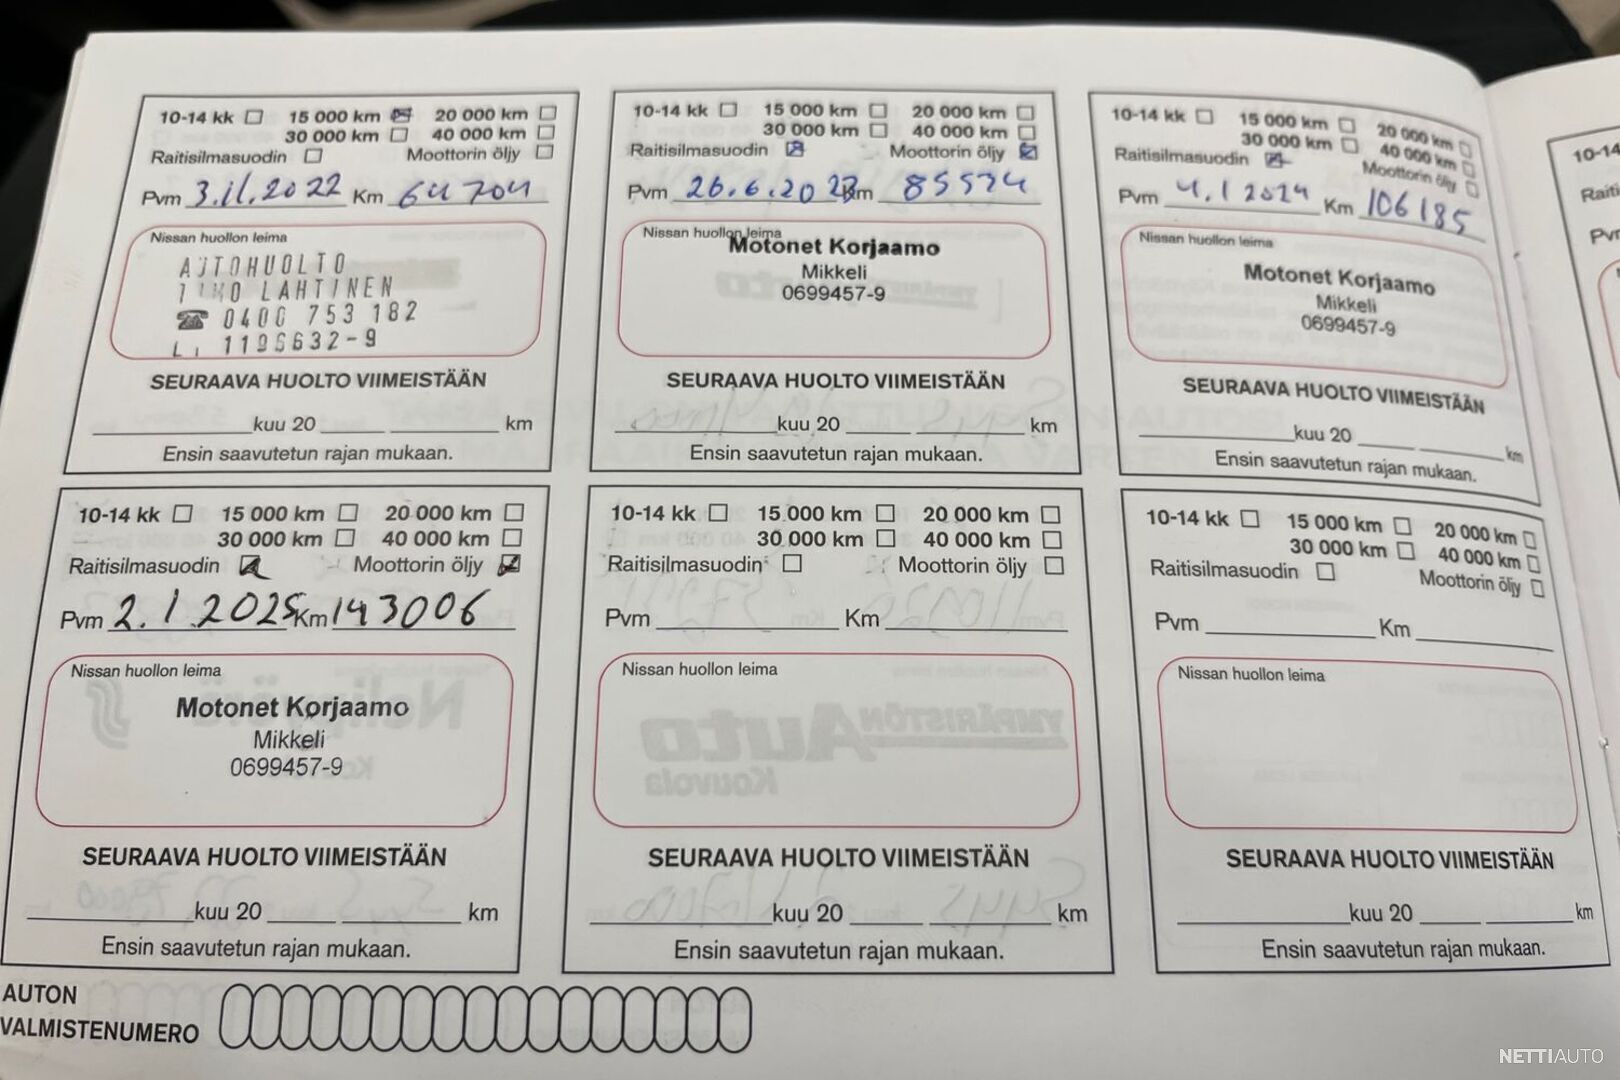 10-14 kk 15 000 km 20 000 km
30 000 km 40 000 km
Raitisilmasuodin Moottorin öljy
Pvm 3.11.2022 Km 64704
Nissan huollon leima
AUTOHUOLTO
TIMO LAHTINEN
☎ 0400 753 182
1196632-9
SEURAAVA HUOLTO VIIMEISTÄÄN
kuu 20 km
Ensin saavutetun rajan mukaan.
10-14 kk 15 000 km 20 000 km
30 000 km 40 000 km
Raitisilmasuodin Moottorin öljy
Pvm 26.6.2023 Km 85574
Nissan huollon leima
Motonet Korjaamo
Mikkeli
0699457-9
SEURAAVA HUOLTO VIIMEISTÄÄN
kuu 20 km
Ensin saavutetun rajan mukaan.
10-14 kk 15 000 km 20 000 km
30 000 km 40 000 km
Raitisilmasuodin Moottorin öljy
Pvm 4.1 2024 Km 106185
Nissan huollon leima
Motonet Korjaamo
Mikkeli
0699457-9
SEURAAVA HUOLTO VIIMEISTÄÄN
kuu 20 km
Ensin saavutetun rajan mukaan.
10-14 kk 15 000 km 20 000 km
30 000 km 40 000 km
Raitisilmasuodin Moottorin öljy
Pvm 2.1.2025 Km 143006
Nissan huollon leima
Motonet Korjaamo
Mikkeli
0699457-9
SEURAAVA HUOLTO VIIMEISTÄÄN
kuu 20 km
Ensin saavutetun rajan mukaan.
10-14 kk 15 000 km 20 000 km
30 000 km 40 000 km
Raitisilmasuodin Moottorin öljy
Pvm Km
Nissan huollon leima
SEURAAVA HUOLTO VIIMEISTÄÄN
kuu 20 km
Ensin saavutetun rajan mukaan.
10-14 kk 15 000 km 20 000 km
30 000 km 40 000 km
Raitisilmasuodin Moottorin öljy
Pvm Km
Nissan huollon leima
SEURAAVA HUOLTO VIIMEISTÄÄN
kuu 20 km
Ensin saavutetun rajan mukaan.
10-14
Raiti
Pvm
AUTON
VALMISTENUMERO
NETTIAUTO